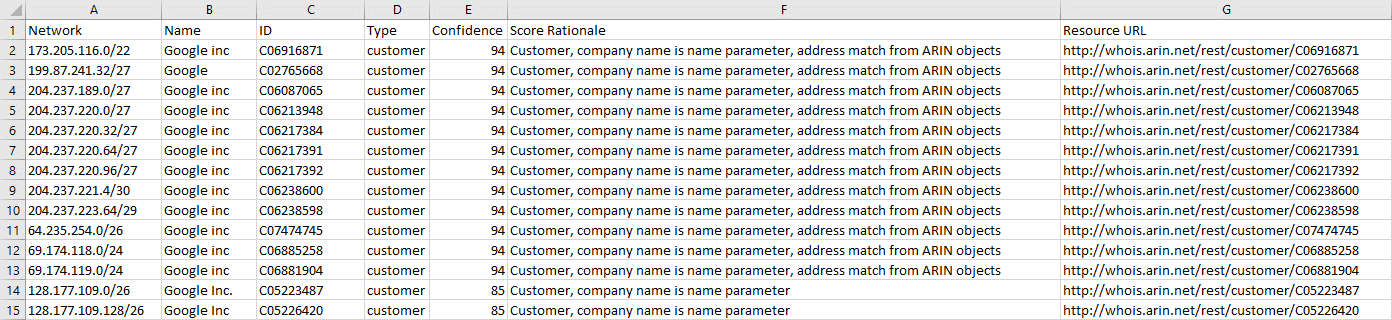 A B C D E F G
1 Network Name ID Type Confidence Score Rationale Resource URL
2 173.205.116.0/22 Google inc C06916871 customer 94 Customer, company name is name parameter, address match from ARIN objects http://whois.arin.net/rest/customer/C06916871
3 199.87.241.32/27 Google C02765668 customer 94 Customer, company name is name parameter, address match from ARIN objects http://whois.arin.net/rest/customer/C02765668
4 204.237.189.0/27 Google inc C06087065 customer 94 Customer, company name is name parameter, address match from ARIN objects http://whois.arin.net/rest/customer/C06087065
5 204.237.220.0/27 Google inc C06213948 customer 94 Customer, company name is name parameter, address match from ARIN objects http://whois.arin.net/rest/customer/C06213948
6 204.237.220.32/27 Google inc C06217384 customer 94 Customer, company name is name parameter, address match from ARIN objects http://whois.arin.net/rest/customer/C06217384
7 204.237.220.64/27 Google inc C06217391 customer 94 Customer, company name is name parameter, address match from ARIN objects http://whois.arin.net/rest/customer/C06217391
8 204.237.220.96/27 Google inc C06217392 customer 94 Customer, company name is name parameter, address match from ARIN objects http://whois.arin.net/rest/customer/C06217392
9 204.237.221.4/30 Google inc C06238600 customer 94 Customer, company name is name parameter, address match from ARIN objects http://whois.arin.net/rest/customer/C06238600
10 204.237.223.64/29 Google inc C06238598 customer 94 Customer, company name is name parameter, address match from ARIN objects http://whois.arin.net/rest/customer/C06238598
11 64.235.254.0/26 Google inc C07474745 customer 94 Customer, company name is name parameter, address match from ARIN objects http://whois.arin.net/rest/customer/C07474745
12 69.174.118.0/24 Google inc C06885258 customer 94 Customer, company name is name parameter, address match from ARIN objects http://whois.arin.net/rest/customer/C06885258
13 69.174.119.0/24 Google inc C06881904 customer 94 Customer, company name is name parameter, address match from ARIN objects http://whois.arin.net/rest/customer/C06881904
14 128.177.109.0/26 Google Inc. C05223487 customer 85 Customer, company name is name parameter http://whois.arin.net/rest/customer/C05223487
15 128.177.109.128/26 Google Inc C05226420 customer 85 Customer, company name is name parameter http://whois.arin.net/rest/customer/C05226420